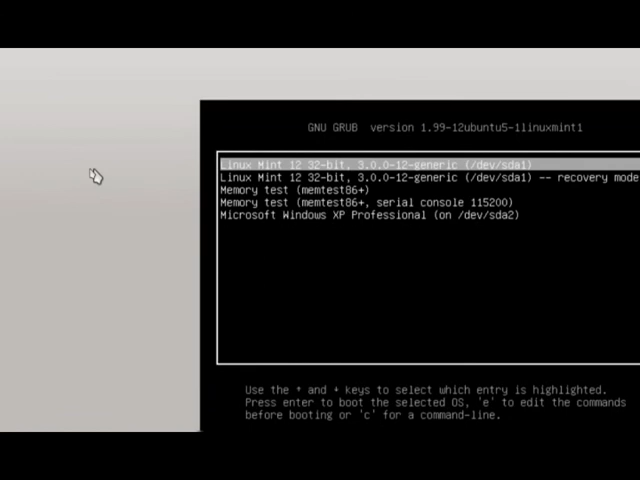 GNU GRUB version 1.99-12ubuntu5-1linuxmint1
Linux Mint 12 32-bit, 3.0.0-12-generic (/dev/sda1)
Linux Mint 12 32-bit, 3.0.0-12-generic (/dev/sda1) -- recovery mode
Memory test (memtest86+)
Memory test (memtest86+, serial console 115200)
Microsoft Windows XP Professional (on /dev/sda2)
Use the ↑ and ↓ keys to select which entry is highlighted.
Press enter to boot the selected OS, 'e' to edit the commands
before booting or 'c' for a command-line.